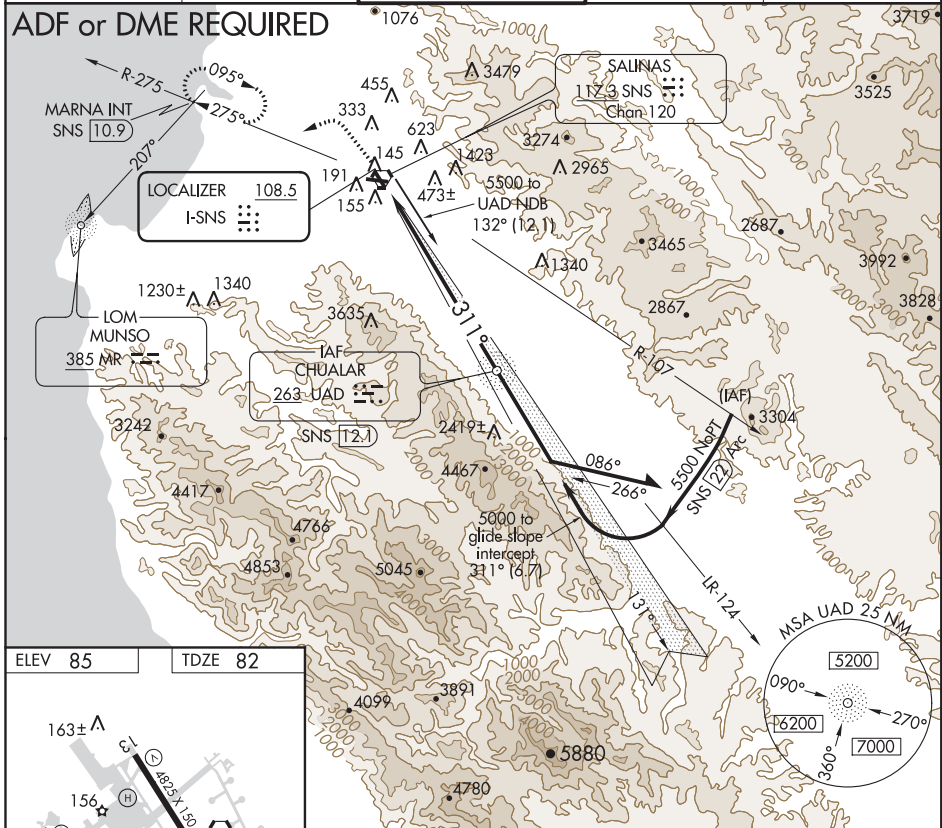 ADF or DME REQUIRED
1076
3719
R-275
095°
MARNA INT
SNS 10.9
275°
207°
455
333
3479
SALINAS
117.3 SNS
Chan 120
3525
623
145
1423
3274
2965
191
155
473±
LOCALIZER 108.5
I-SNS
5500 to
UAD NDB
132° (12.1)
2687
3465
3992
1340
1230±
1340
2867
3828
LOM
MUNSO
385 MR
3635
311°
R-107
IAF
CHUALAR
263 UAD
SNS 12.1
(IAF)
3304
2419±
3242
4467
086°
266°
5500 NoPT
SNS 22 Arc
4417
4766
5000 to
glide slope
intercept
311° (6.7)
4853
5045
131°
LR-124
MSA UAD 25 NM
5200
090°
270°
6200
7000
360°
ELEV 85
TDZE 82
163±
4099
3891
13
4825 X 150
156
H
5880
4780
1000
2000
3000
4000